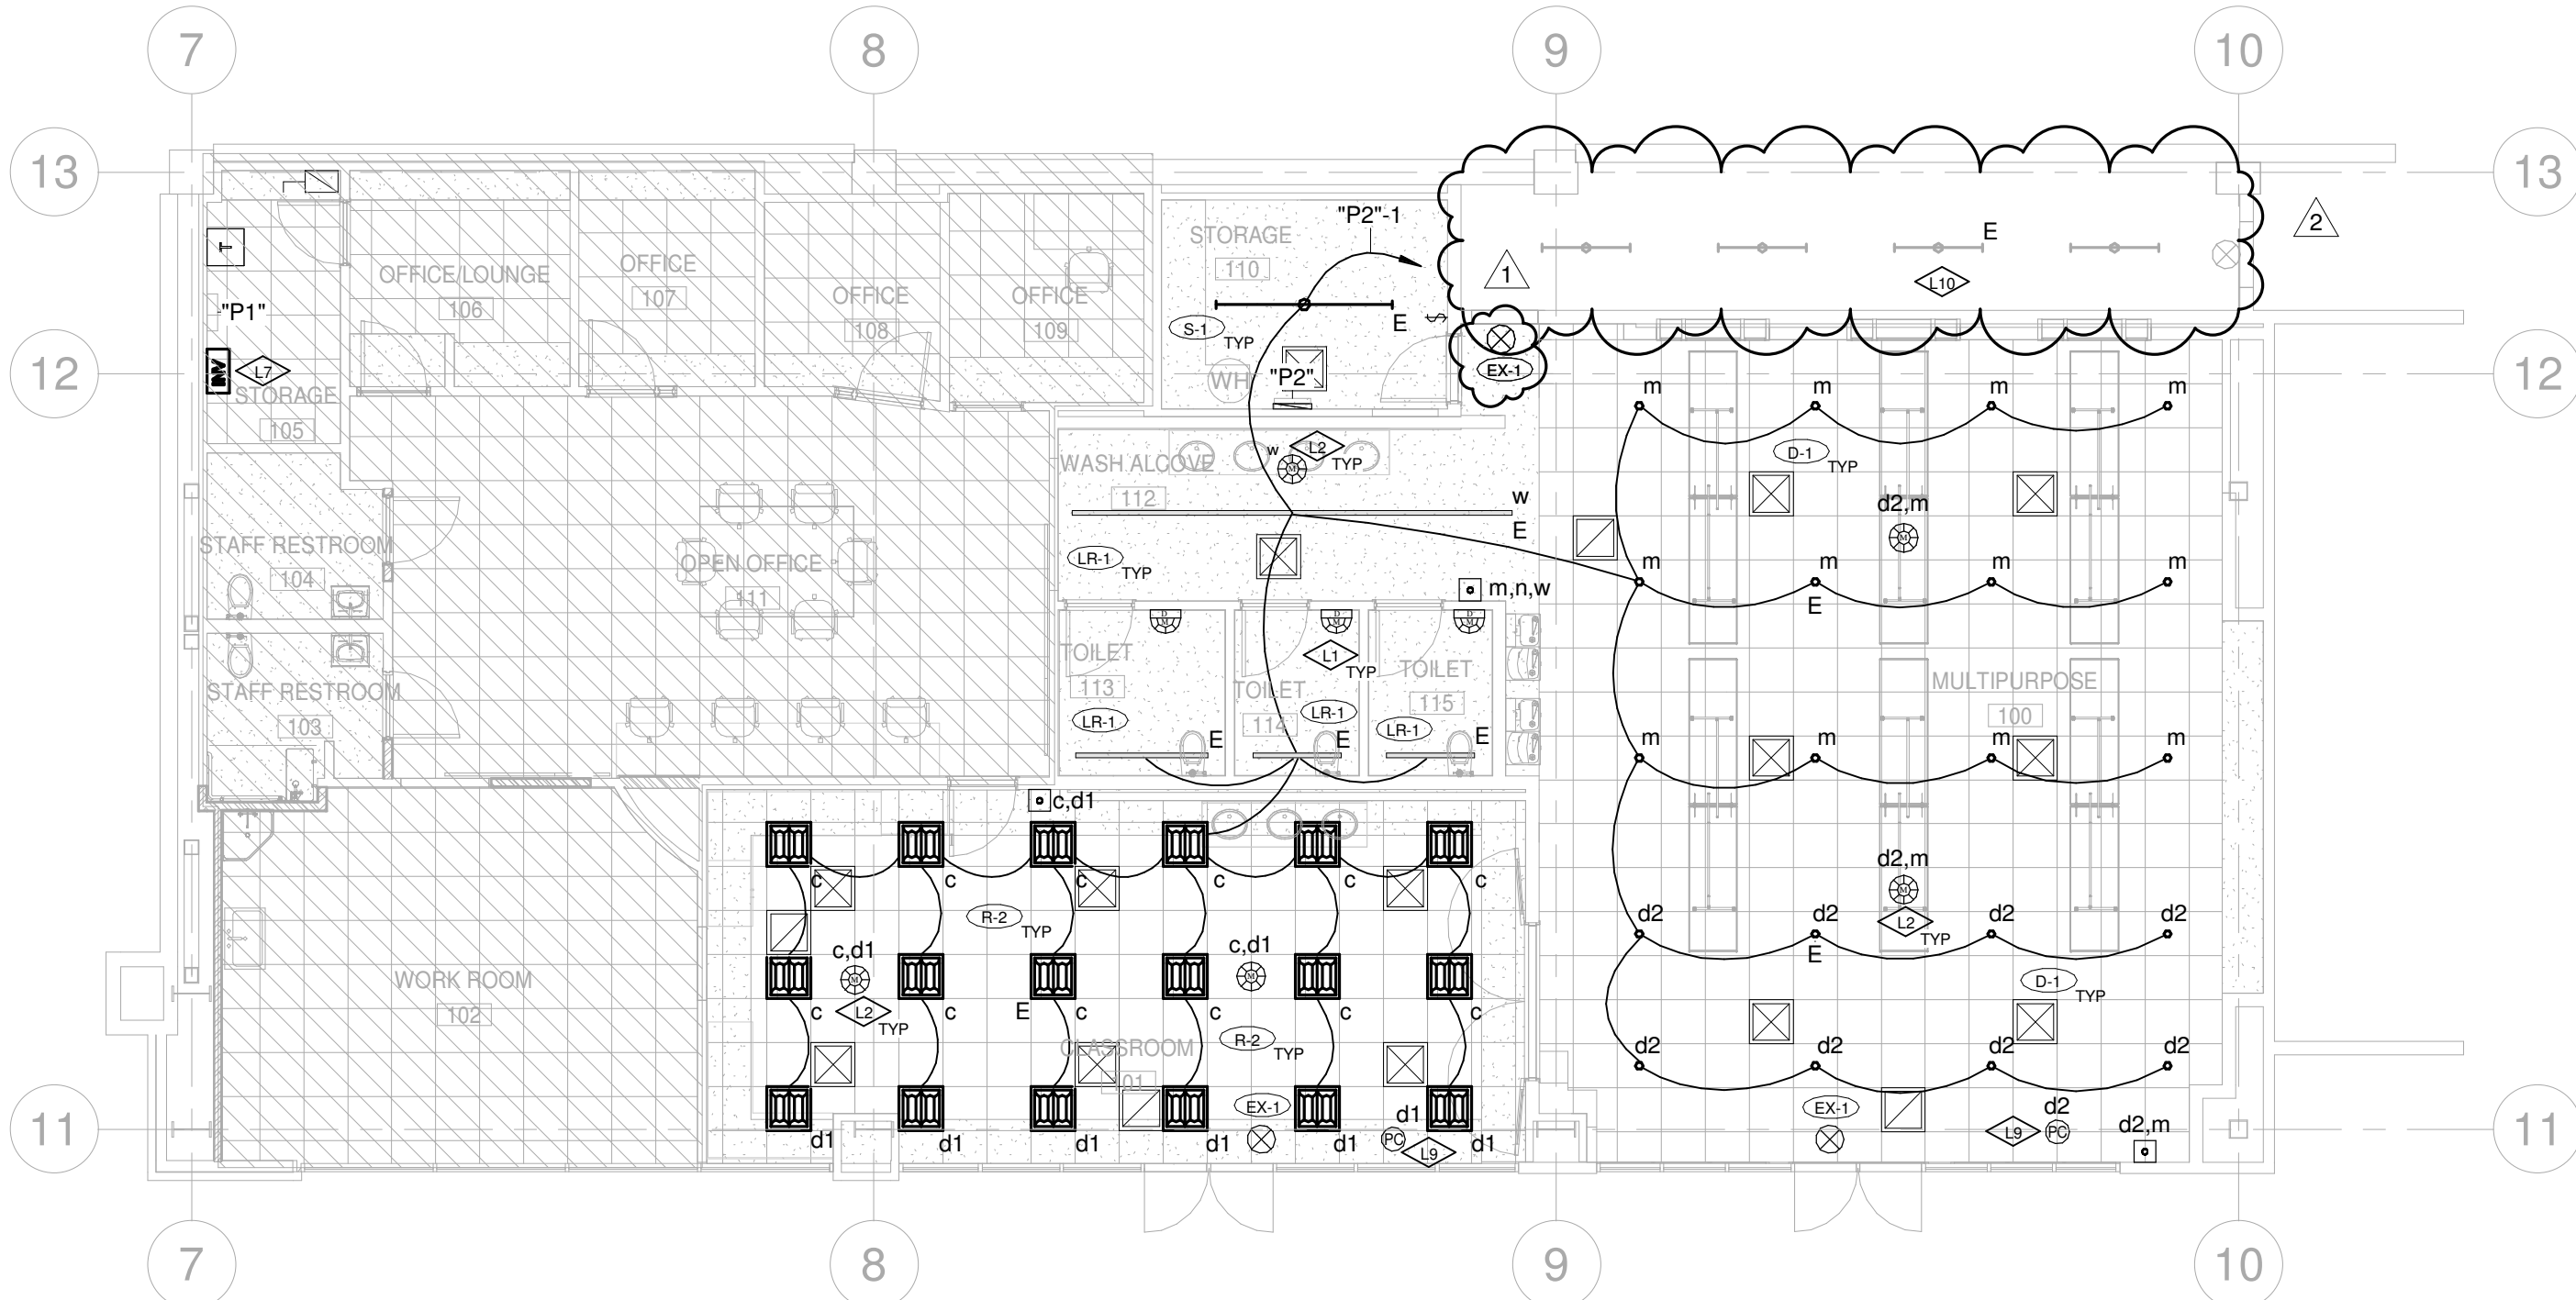 7
8
9
10
13
13
2
"P2"-1
STORAGE
110
E
1
L10
T
OFFICE/LOUNGE
106
OFFICE
107
OFFICE
108
OFFICE
109
"P1"
S-1
TYP
E
$
EX-1
12
INV
L7
STORAGE
105
WH
"P2"
12
m
m
m
m
D-1
TYP
w
L2
TYP
WASH ALCOVE
112
w
E
d2,m
STAFF RESTROOM
104
OPEN OFFICE
111
LR-1
TYP
m,n,w
m
m
m
m
E
D
M
D
M
D
M
TOILET
113
LR-1
L1
TYP
TOILET
114
LR-1
TOILET
115
LR-1
MULTIPURPOSE
100
STAFF RESTROOM
103
E
E
E
m
m
m
m
c,d1
c
c
c
c
c
c
d2,m
M
R-2
TYP
d2
d2
d2
d2
L2
TYP
E
c,d1
M
c,d1
M
WORK ROOM
102
L2
TYP
D-1
TYP
c
c
E
c
c
c
c
R-2
TYP
CLASSROOM
101
d2
d2
d2
d2
11
EX-1
d1
PC
L9
EX-1
L9
d2
PC
d2,m
11
d1
d1
d1
d1
d1
d1
7
8
9
10